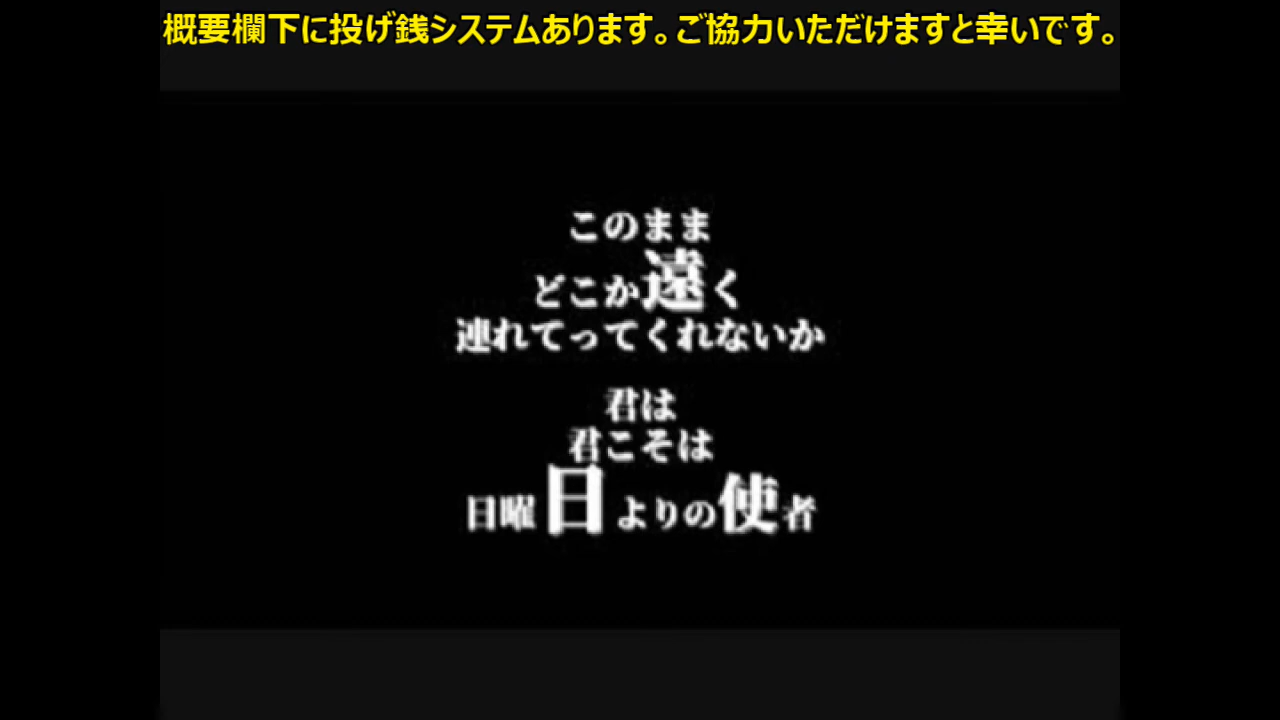 概要欄下に投げ銭システムあります。ご協力いただけますと幸いです。
このまま
どこか遠く
連れてってくれないか
君は
君こそは
日曜日よりの使者